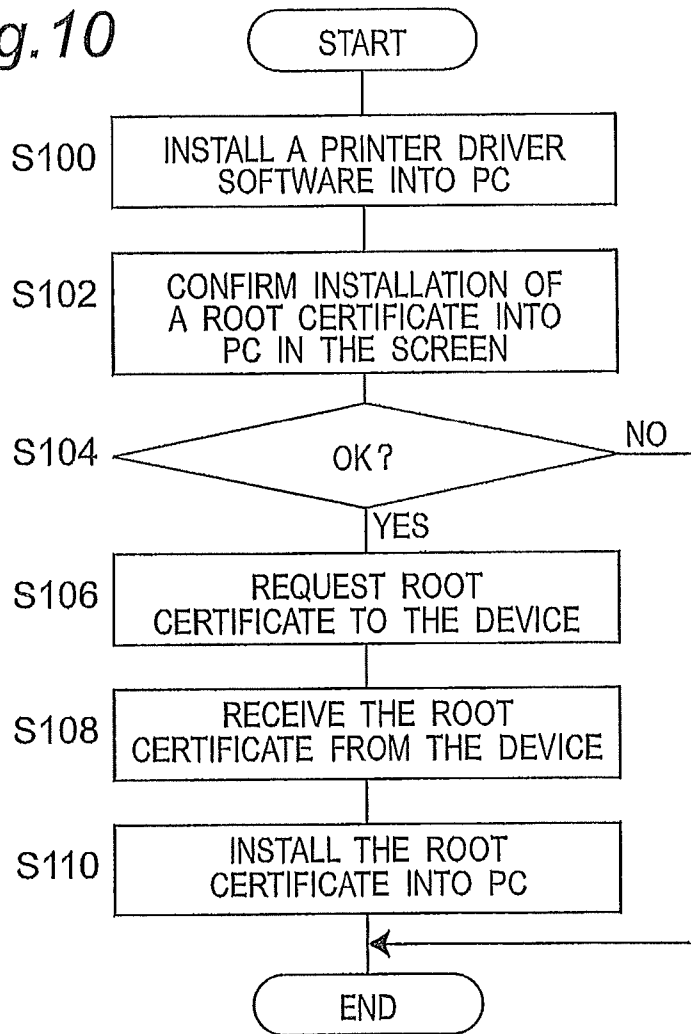 g.10
START
S100
INSTALL A PRINTER DRIVER
SOFTWARE INTO PC
S102
CONFIRM INSTALLATION OF
A ROOT CERTIFICATE INTO
PC IN THE SCREEN
S104
OK?
NO
YES
S106
REQUEST ROOT
CERTIFICATE TO THE DEVICE
S108
RECEIVE THE ROOT
CERTIFICATE FROM THE DEVICE
S110
INSTALL THE ROOT
CERTIFICATE INTO PC
END